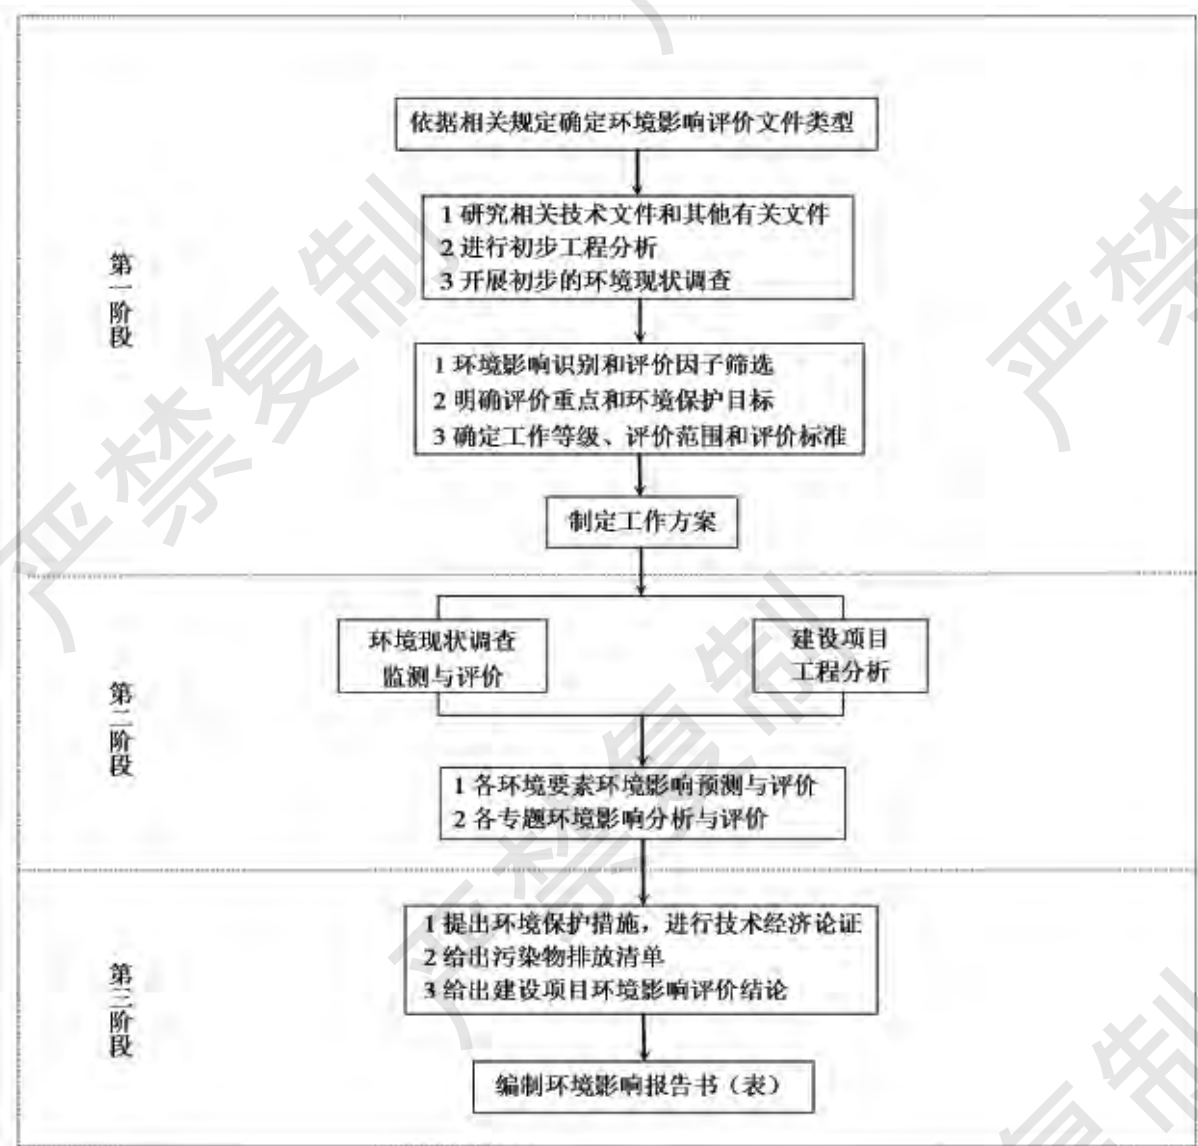 依据相关规定确定环境影响评价文件类型
1 研究相关技术文件和其他有关文件
2 进行初步工程分析
3 开展初步的环境现状调查
第一阶段
1 环境影响识别和评价因子筛选
2 明确评价重点和环境保护目标
3 确定工作等级、评价范围和评价标准
制定工作方案
环境现状调查
监测与评价
建设项目
工程分析
第二阶段
1 各环境要素环境影响预测与评价
2 各专题环境影响分析与评价
1 提出环境保护措施，进行技术经济论证
2 给出污染物排放清单
3 给出建设项目环境影响评价结论
第三阶段
编制环境影响报告书（表）
严禁复制
严禁
严禁复制
复制